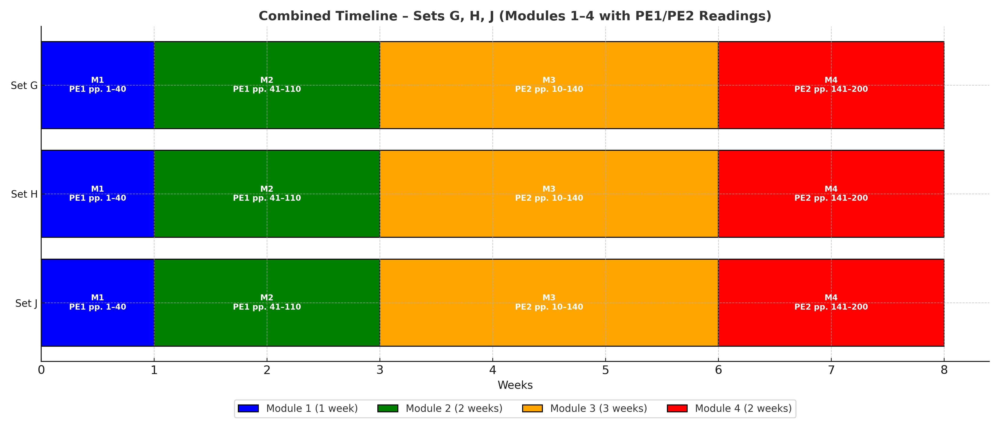 Combined Timeline – Sets G, H, J (Modules 1–4 with PE1/PE2 Readings)
Set G
M1
PE1 pp. 1–40
M2
PE1 pp. 41–110
M3
PE2 pp. 10–140
M4
PE2 pp. 141–200
Set H
M1
PE1 pp. 1–40
M2
PE1 pp. 41–110
M3
PE2 pp. 10–140
M4
PE2 pp. 141–200
Set J
M1
PE1 pp. 1–40
M2
PE1 pp. 41–110
M3
PE2 pp. 10–140
M4
PE2 pp. 141–200
0 1 2 3 4 5 6 7 8
Weeks
Module 1 (1 week) Module 2 (2 weeks) Module 3 (3 weeks) Module 4 (2 weeks)